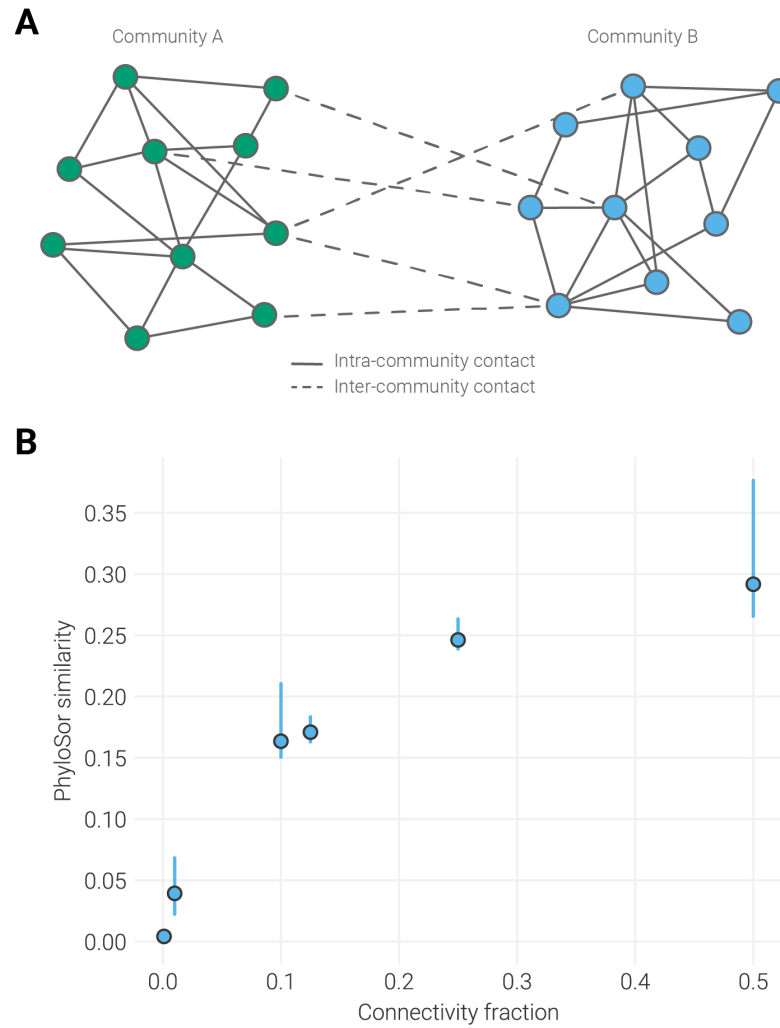 A
Community A
Community B
Intra-community contact
Inter-community contact
B
0.35
0.30
0.25
0.20
0.15
0.10
0.05
0.00
PhyloSor similarity
0.0 0.1 0.2 0.3 0.4 0.5
Connectivity fraction